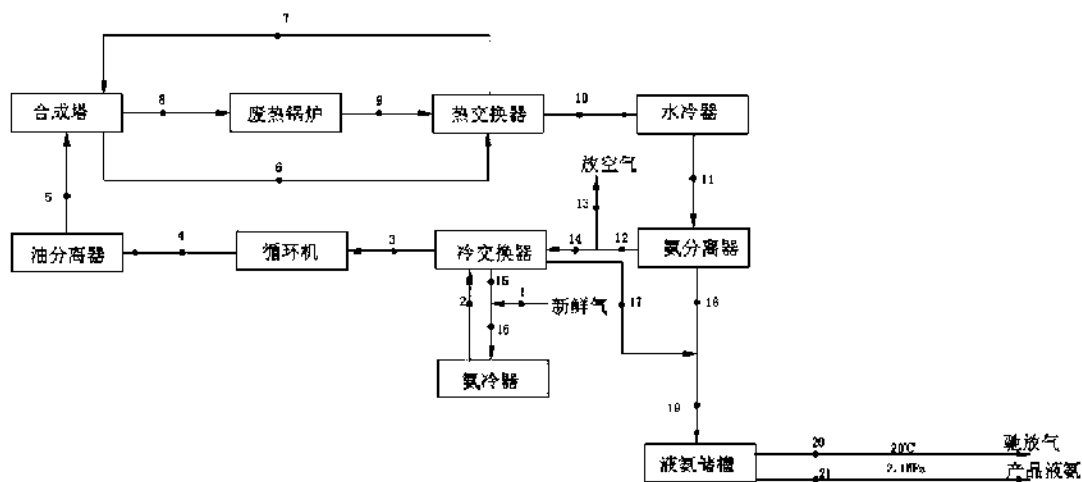 7
合成塔
8
废热锅炉
9
热交换器
10
水冷器
6
放空气
11
5
13
油分离器
4
循环机
3
冷交换器
14
12
氨分离器
15
2
1
新鲜气
17
18
16
氨冷器
19
液氨储槽
20
20℃
驰放气
21
2.1MPa
产品液氨